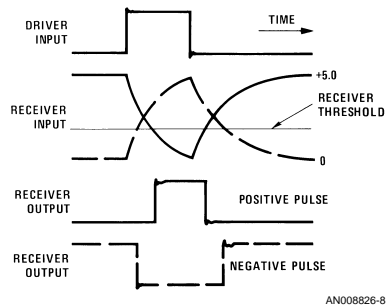 DRIVER
INPUT
TIME
+5.0
RECEIVER
INPUT
RECEIVER
THRESHOLD
0
RECEIVER
OUTPUT
POSITIVE PULSE
RECEIVER
OUTPUT
NEGATIVE PULSE
AN008826-8